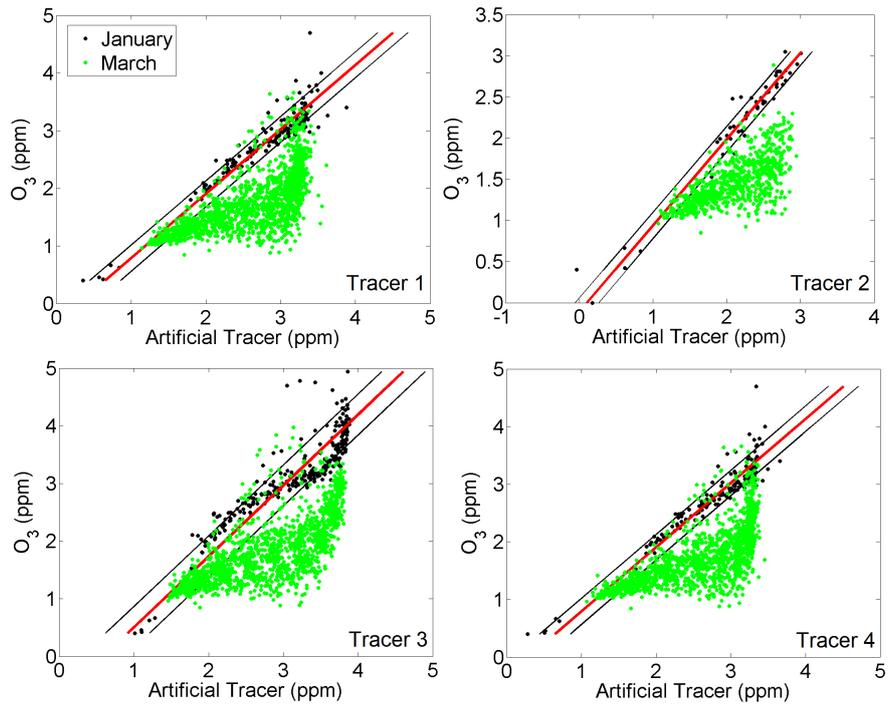 5
4
3
2
1
0
O3 (ppm)
January
March
Tracer 1
0 1 2 3 4 5
Artificial Tracer (ppm)
3.5
3
2.5
2
1.5
1
0.5
0
O3 (ppm)
Tracer 2
-1 0 1 2 3 4
Artificial Tracer (ppm)
5
4
3
2
1
0
O3 (ppm)
Tracer 3
0 1 2 3 4 5
Artificial Tracer (ppm)
5
4
3
2
1
0
O3 (ppm)
Tracer 4
0 1 2 3 4 5
Artificial Tracer (ppm)